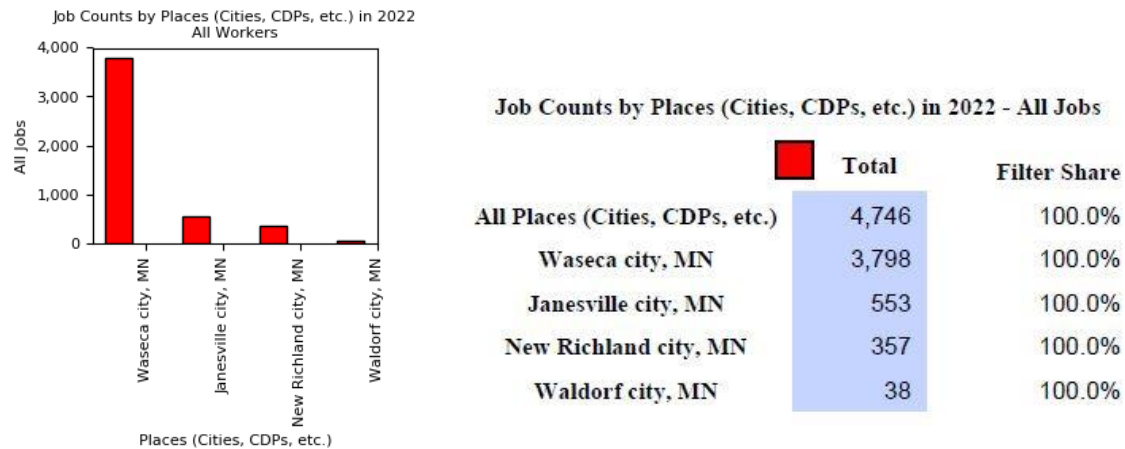 Job Counts by Places (Cities, CDPs, etc.) in 2022
All Workers
4,000
3,000
2,000
1,000
0
All Jobs
Waseca city, MN
Janesville city, MN
New Richland city, MN
Waldorf city, MN
Places (Cities, CDPs, etc.)
Job Counts by Places (Cities, CDPs, etc.) in 2022 - All Jobs
Total Filter Share
All Places (Cities, CDPs, etc.) 4,746 100.0%
Waseca city, MN 3,798 100.0%
Janesville city, MN 553 100.0%
New Richland city, MN 357 100.0%
Waldorf city, MN 38 100.0%